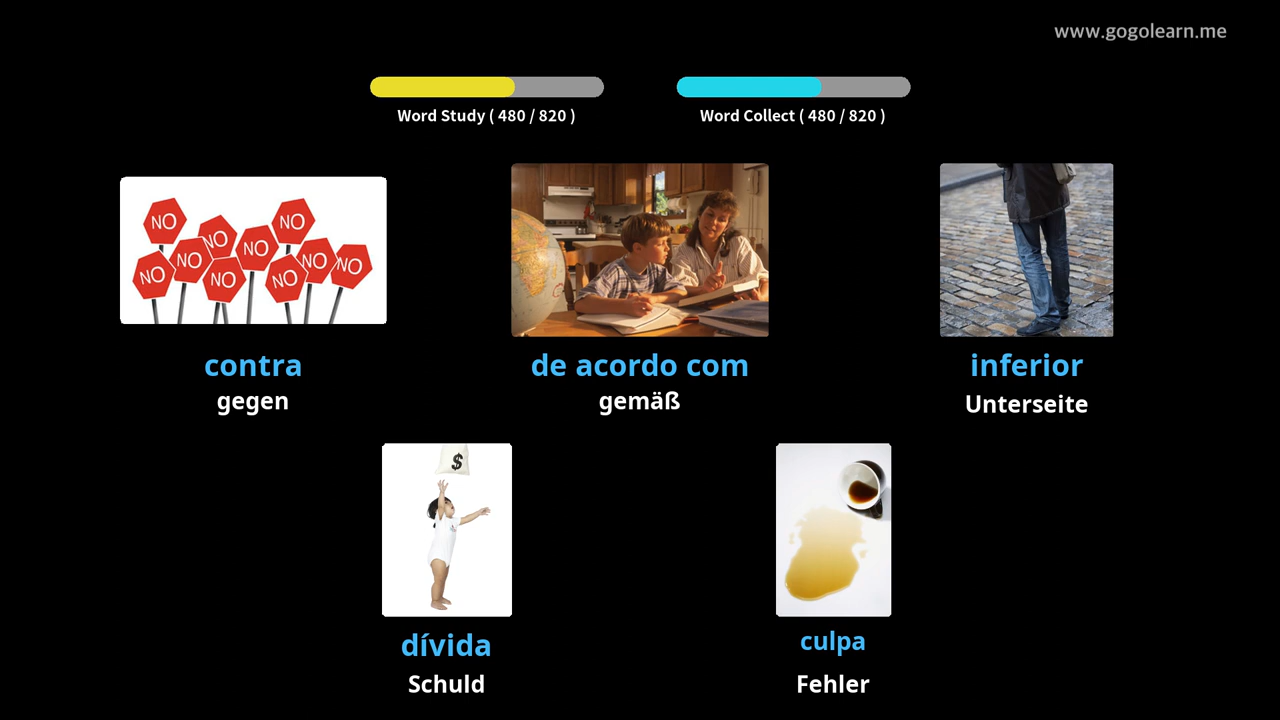 www.gogolearn.me
Word Study ( 480 / 820 )
Word Collect ( 480 / 820 )
NO
NO
NO
NO
NO
NO
NO
NO
NO
NO
contra
gegen
de acordo com
gemäß
inferior
Unterseite
$
dívida
Schuld
culpa
Fehler